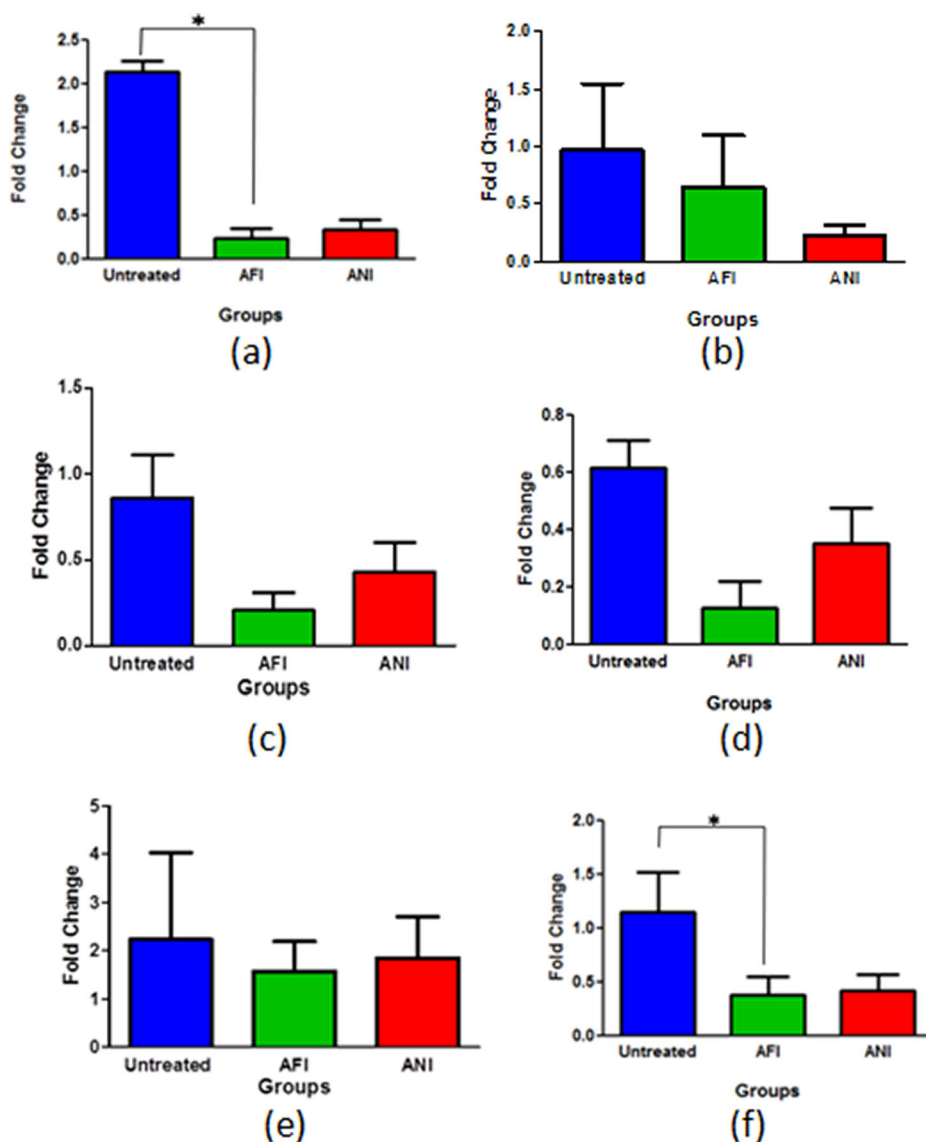 *
2.5
2.0
1.5
1.0
0.5
0.0
Fold Change
Untreated AFI ANI
Groups
(a)
2.0
1.5
1.0
0.5
0.0
Fold Change
Untreated AFI ANI
Groups
(b)
1.5
1.0
0.5
0.0
Fold Change
Untreated AFI ANI
Groups
(c)
0.8
0.6
0.4
0.2
0.0
Fold Change
Untreated AFI ANI
Groups
(d)
5
4
3
2
1
0
Fold Change
Untreated AFI ANI
Groups
(e)
*
2.0
1.5
1.0
0.5
0.0
Fold Change
Untreated AFI ANI
Groups
(f)